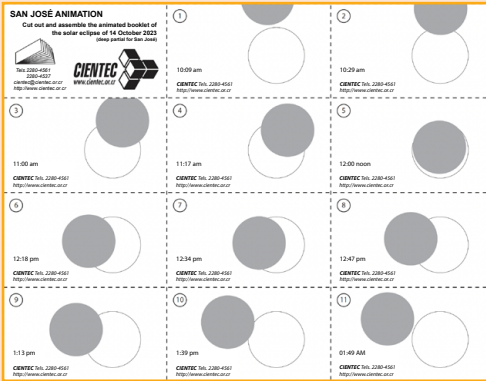 SAN JOSÉ ANIMATION
Cut out and assemble the animated booklet of
the solar eclipse of 14 October 2023
(deep partial for San José)
Tels. 2280-4561
2280-4537
cientec@cientec.or.cr
http://www.cientec.or.cr
CIENTEC
www.cientec.or.cr
1
10:09 am
CIENTEC Tels. 2280-4561
http://www.cientec.or.cr
2
10:29 am
CIENTEC Tels. 2280-4561
http://www.cientec.or.cr
3
11:00 am
CIENTEC Tels. 2280-4561
http://www.cientec.or.cr
4
11:17 am
CIENTEC Tels. 2280-4561
http://www.cientec.or.cr
5
12:00 noon
CIENTEC Tels. 2280-4561
http://www.cientec.or.cr
6
12:18 pm
CIENTEC Tels. 2280-4561
http://www.cientec.or.cr
7
12:34 pm
CIENTEC Tels. 2280-4561
http://www.cientec.or.cr
8
12:47 pm
CIENTEC Tels. 2280-4561
http://www.cientec.or.cr
9
1:13 pm
CIENTEC Tels. 2280-4561
http://www.cientec.or.cr
10
1:39 pm
CIENTEC Tels. 2280-4561
http://www.cientec.or.cr
11
01:49 AM
CIENTEC Tels. 2280-4561
http://www.cientec.or.cr